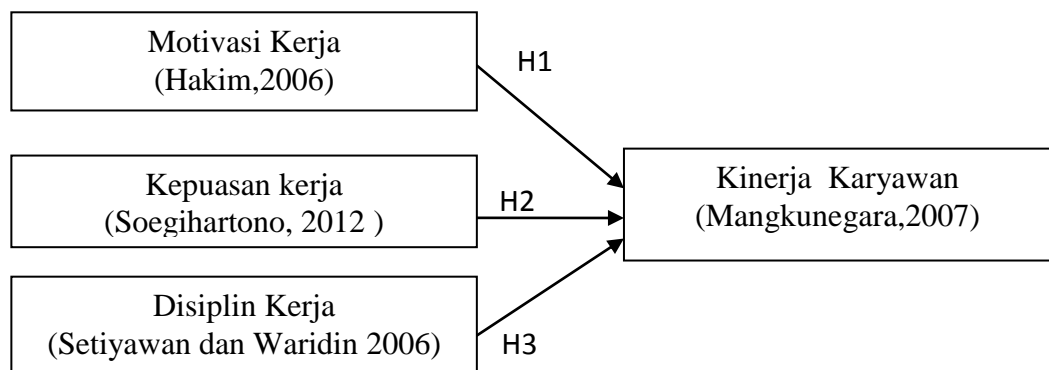 Motivasi Kerja
(Hakim,2006)
H1
Kepuasan kerja
(Soegihartono, 2012 )
H2
Kinerja  Karyawan
(Mangkunegara,2007)
Disiplin Kerja
(Setiyawan dan Waridin 2006)
H3